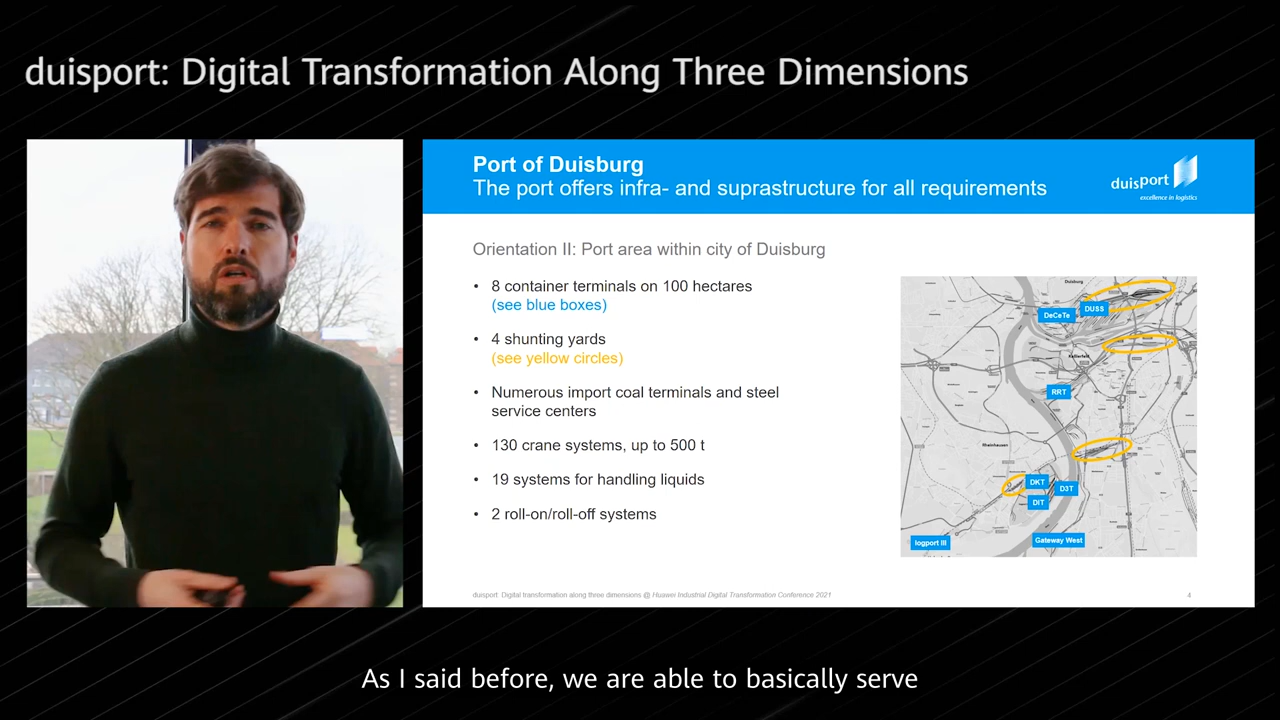 duisport: Digital Transformation Along Three Dimensions
Port of Duisburg
The port offers infra- and suprastructure for all requirements
duisport
excellence in logistics
Orientation II: Port area within city of Duisburg
• 8 container terminals on 100 hectares
(see blue boxes)
• 4 shunting yards
(see yellow circles)
• Numerous import coal terminals and steel
service centers
• 130 crane systems, up to 500 t
• 19 systems for handling liquids
• 2 roll-on/roll-off systems
Duisburg
DUSS
DeCeTe
RRT
Rheinhausen
DKT
D3T
DIT
Gateway West
logport III
duisport: Digital transformation along three dimensions @ Huawei Industrial Digital Transformation Conference 2021
4
As I said before, we are able to basically serve